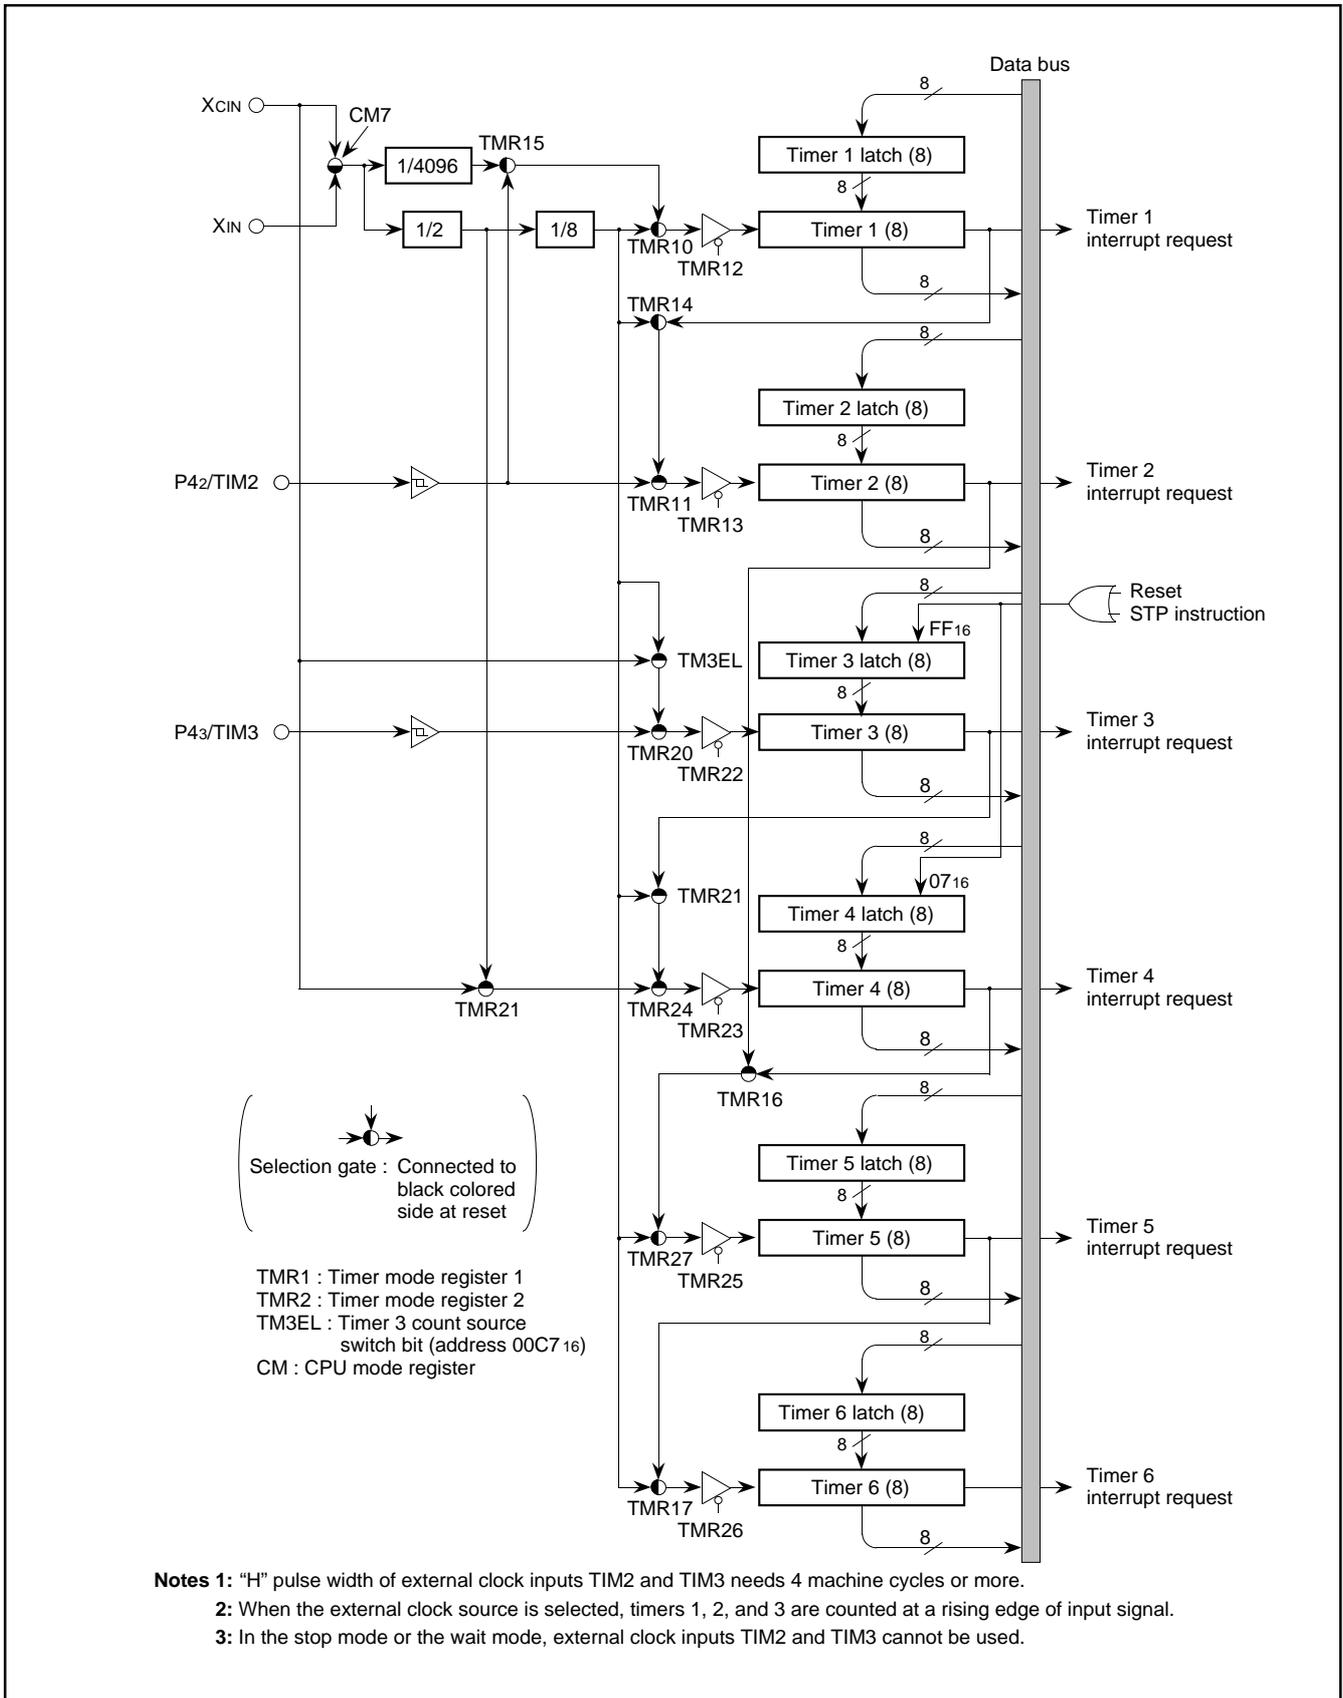 Data bus
8
XCIN
CM7
TMR15
1/4096
Timer 1 latch (8)
8
XIN
1/2
1/8
TMR10
TMR12
Timer 1 (8)
Timer 1
interrupt request
8
TMR14
8
Timer 2 latch (8)
8
P42/TIM2
TMR11
TMR13
Timer 2 (8)
Timer 2
interrupt request
8
8
Reset
STP instruction
FF16
TM3EL
Timer 3 latch (8)
8
P43/TIM3
TMR20
TMR22
Timer 3 (8)
Timer 3
interrupt request
8
8
0716
TMR21
Timer 4 latch (8)
8
TMR21
TMR24
TMR23
Timer 4 (8)
Timer 4
interrupt request
8
TMR16
8
Selection gate : Connected to
black colored
side at reset
Timer 5 latch (8)
8
TMR27
TMR25
Timer 5 (8)
Timer 5
interrupt request
8
TMR1 : Timer mode register 1
TMR2 : Timer mode register 2
TM3EL : Timer 3 count source
switch bit (address 00C716)
CM : CPU mode register
8
Timer 6 latch (8)
8
TMR17
TMR26
Timer 6 (8)
Timer 6
interrupt request
8
Notes 1: “H” pulse width of external clock inputs TIM2 and TIM3 needs 4 machine cycles or more.
2: When the external clock source is selected, timers 1, 2, and 3 are counted at a rising edge of input signal.
3: In the stop mode or the wait mode, external clock inputs TIM2 and TIM3 cannot be used.